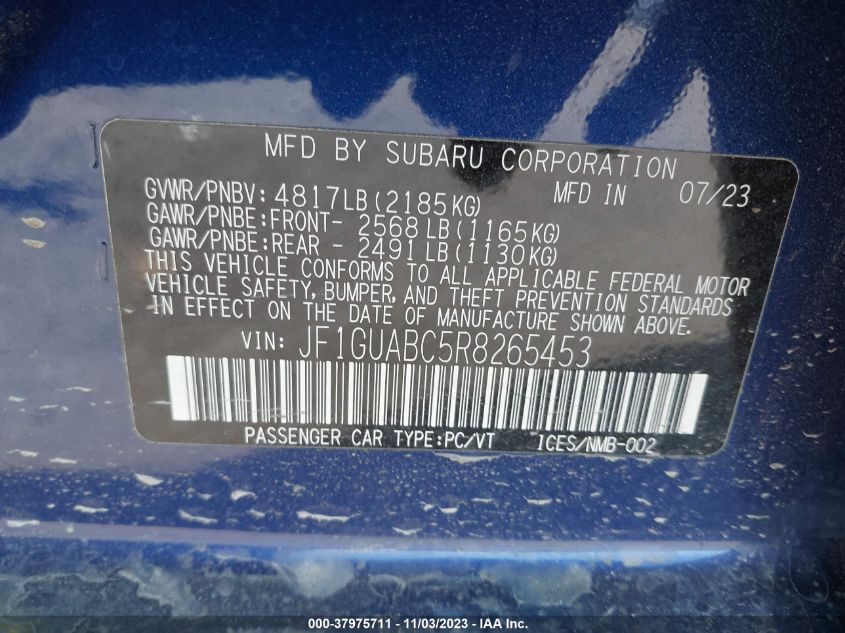 MFD BY SUBARU CORPORATION
GVWR/PNBV: 4817LB(2185KG) MFD IN 07/23
GAWR/PNBE:FRONT- 2568LB(1165KG)
GAWR/PNBE:REAR - 2491LB(1130KG)
THIS VEHICLE CONFORMS TO ALL APPLICABLE FEDERAL MOTOR
VEHICLE SAFETY, BUMPER, AND THEFT PREVENTION STANDARDS
IN EFFECT ON THE DATE OF MANUFACTURE SHOWN ABOVE.
VIN: JF1GUABC5R8265453
PASSENGER CAR TYPE:PC/VT ICES/NMB-002
000-37975711 - 11/03/2023 - IAA Inc.